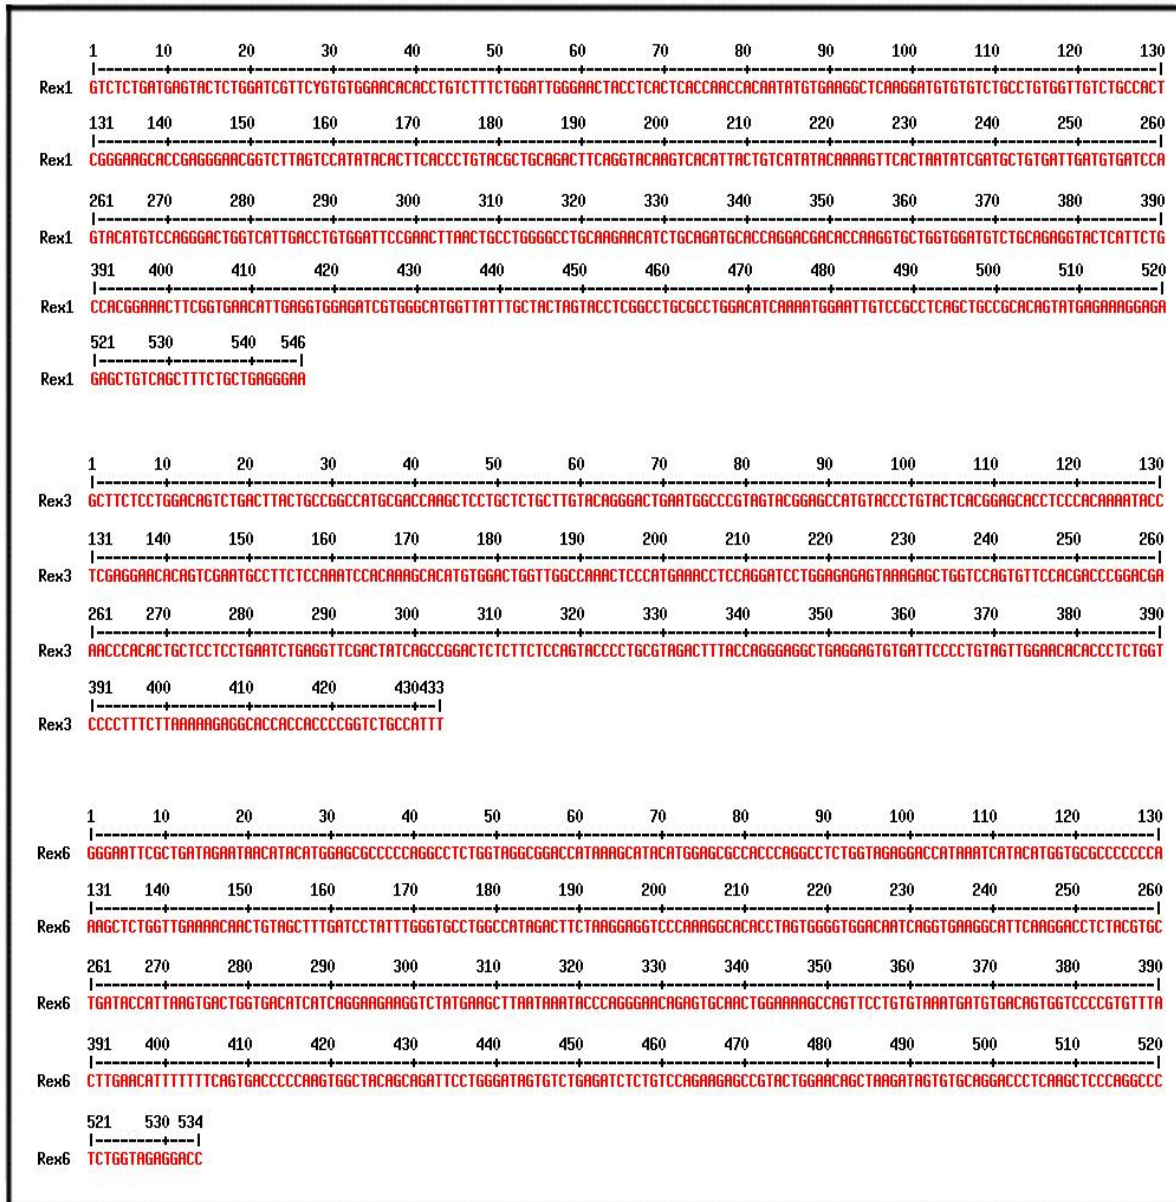 1 10 20 30 40 50 60 70 80 90 100 110 120 130
Rex1 GTCTCTGATGAGTACTCTGGATCGTTCYGTGTGGAACACACCTGTCTTTCTGGATTGGGAACTACCTCACTCACCAACCACAATATGTGAAGGCTCAAGGATGTGTGTCTGCCTGTGGTTGTCTGCCACT
131 140 150 160 170 180 190 200 210 220 230 240 250 260
Rex1 CGGGAAGCACCGAGGGAACGGTCTTAGTCCATATACACTTCACCCTGTACGCTGCAGACTTCAGGTACAAGTCACATTACTGTCATATACAAAAGTTCACTAATATCGATGCTGTGATTGATGTGATCCA
261 270 280 290 300 310 320 330 340 350 360 370 380 390
Rex1 GTACATGTCCAGGGACTGGTCATTGACCTGTGGATTCCGAACTTAACTGCCTGGGGCCTGCAAGAACATCTGCAGATGCACCAGGACGACACCAAGGTGCTGGTGGATGTCTGCAGAGGTACTCATTCTG
391 400 410 420 430 440 450 460 470 480 490 500 510 520
Rex1 CCACGGAAACTTCGGTGAACATTGAGGTGGAGATCGTGGGCATGGTTATTTGCTACTAGTACCTCGGCCTGCGCCTGGACATCAAAATGGAATTGTCCGCCTCAGCTGCCGCACAGTATGAGAAAGGAGA
521 530 540 546
Rex1 GAGCTGTCAGCTTTCTGCTGAGGGAA
1 10 20 30 40 50 60 70 80 90 100 110 120 130
Rex3 GCTTCTCCTGGACAGTCTGACTTACTGCCGGCCATGCGACCAAGCTCCTGCTCTGCTTGTACAGGGACTGAATGGCCCGTAGTACGGAGCCATGTACCCTGTACTCACGGAGCACCTCCCACAAAATACC
131 140 150 160 170 180 190 200 210 220 230 240 250 260
Rex3 TCGAGGAACACAGTCGAATGCCTTCTCCAAATCCACAAAGCACATGTGGACTGGTTGGCCAAACTCCCATGAAACCTCCAGGATCCTGGAGAGAGTAAAGAGCTGGTCCAGTGTTCCACGACCCGGACGA
261 270 280 290 300 310 320 330 340 350 360 370 380 390
Rex3 AACCCACACTGCTCCTCCTGAATCTGAGGTTCGACTATCAGCCGGACTCTCTTCTCCAGTACCCCTGCGTAGACTTTACCAGGGAGGCTGAGGAGTGTGATTCCCCTGTAGTTGGAACACACCCTCTGGT
391 400 410 420 430433
Rex3 CCCCTTTCTTAAAAAGAGGCACCACCACCCCGGTCTGCCATTT
1 10 20 30 40 50 60 70 80 90 100 110 120 130
Rex6 GGGAATTCGCTGATAGAATAACATACATGGAGCGCCCCCAGGCCTCTGGTAGGCGGACCATAAAGCATACATGGAGCGCCACCCAGGCCTCTGGTAGAGGACCATAAATCATACATGGTGCGCCCCCCCA
131 140 150 160 170 180 190 200 210 220 230 240 250 260
Rex6 AAGCTCTGGTTGAAAACAACTGTAGCTTTGATCCTATTTGGGTGCCTGGCCATAGACTTCTAAGGAGGTCCCAAAGGCACACCTAGTGGGGTGGACAATCAGGTGAAGGCATTCAAGGACCTCTACGTGC
261 270 280 290 300 310 320 330 340 350 360 370 380 390
Rex6 TGATACCATTAAGTGACTGGTGACATCATCAGGAAGAAGGTCTATGAAGCTTAATAAATACCCAGGGAACAGAGTGCAACTGGAAAAGCCAGTTCCTGTGTAAATGATGTGACAGTGGTCCCCGTGTTTA
391 400 410 420 430 440 450 460 470 480 490 500 510 520
Rex6 CTTGAACATTTTTTTCAGTGACCCCCAAGTGGCTACAGCAGATTCCTGGGATAGTGTCTGAGATCTCTGTCCAGAAGAGCCGTACTGGAACAGCTAAGATAGTGTGCAGGACCCTCAAGCTCCCAGGCCC
521 530 534
Rex6 TCTGGTAGAGGACC